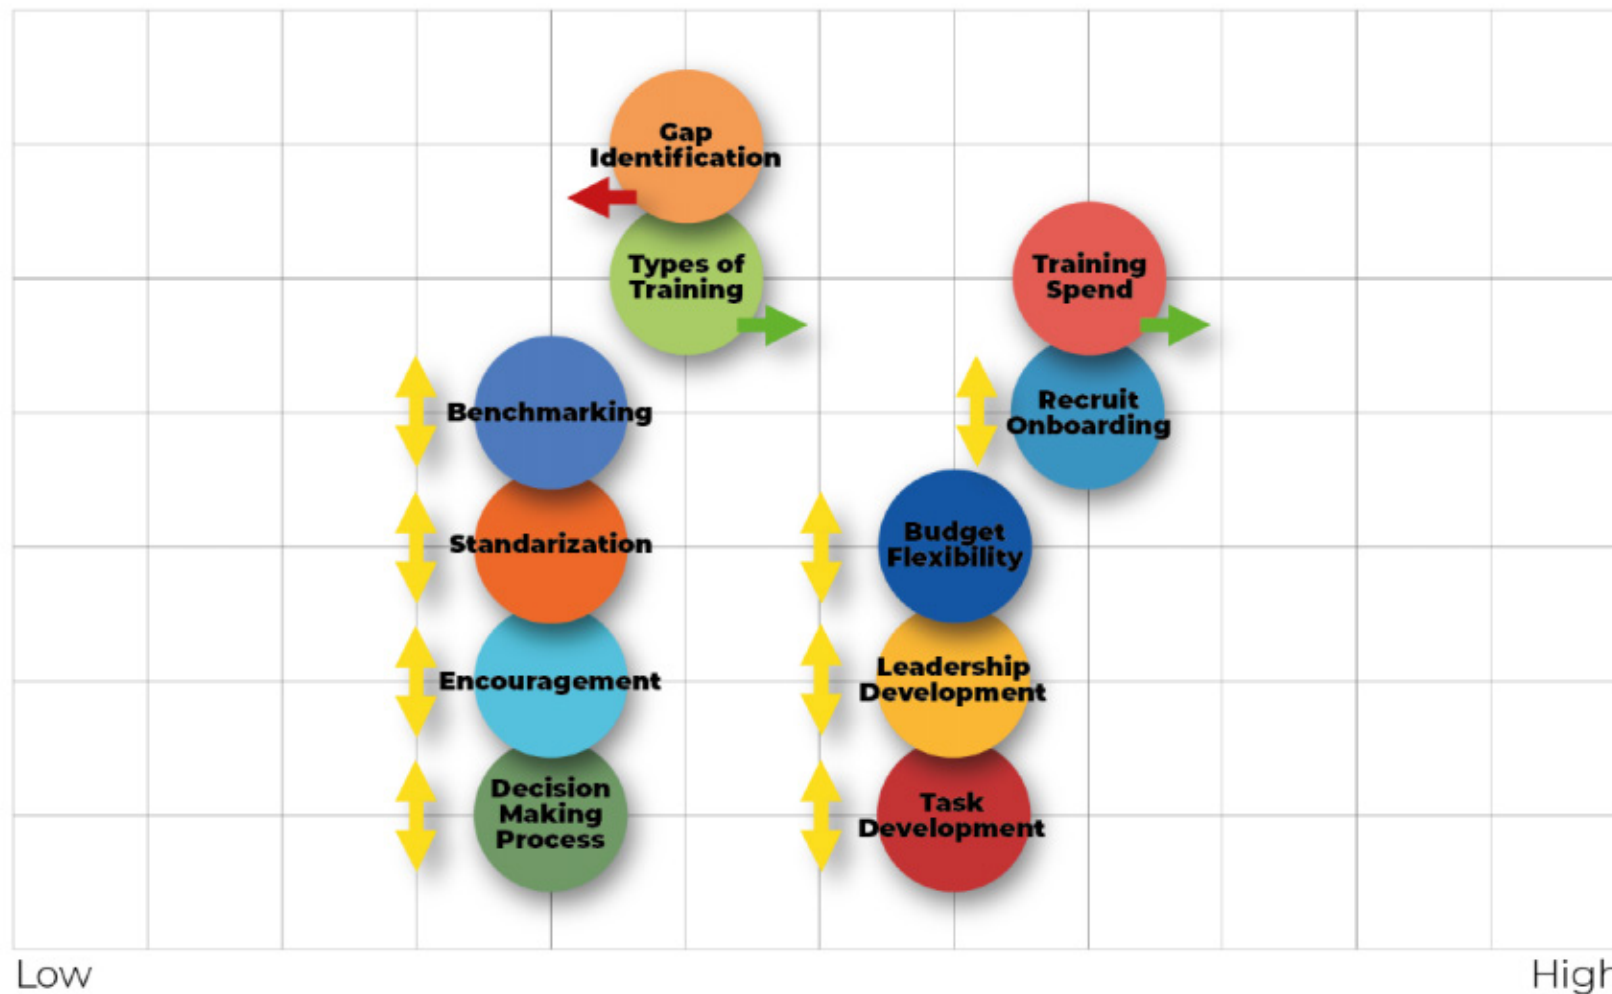 Gap
Identification
Types of
Training
Training
Spend
Benchmarking
Recruit
Onboarding
Standarization
Budget
Flexibility
Encouragement
Leadership
Development
Decision
Making
Process
Task
Development
Low
High